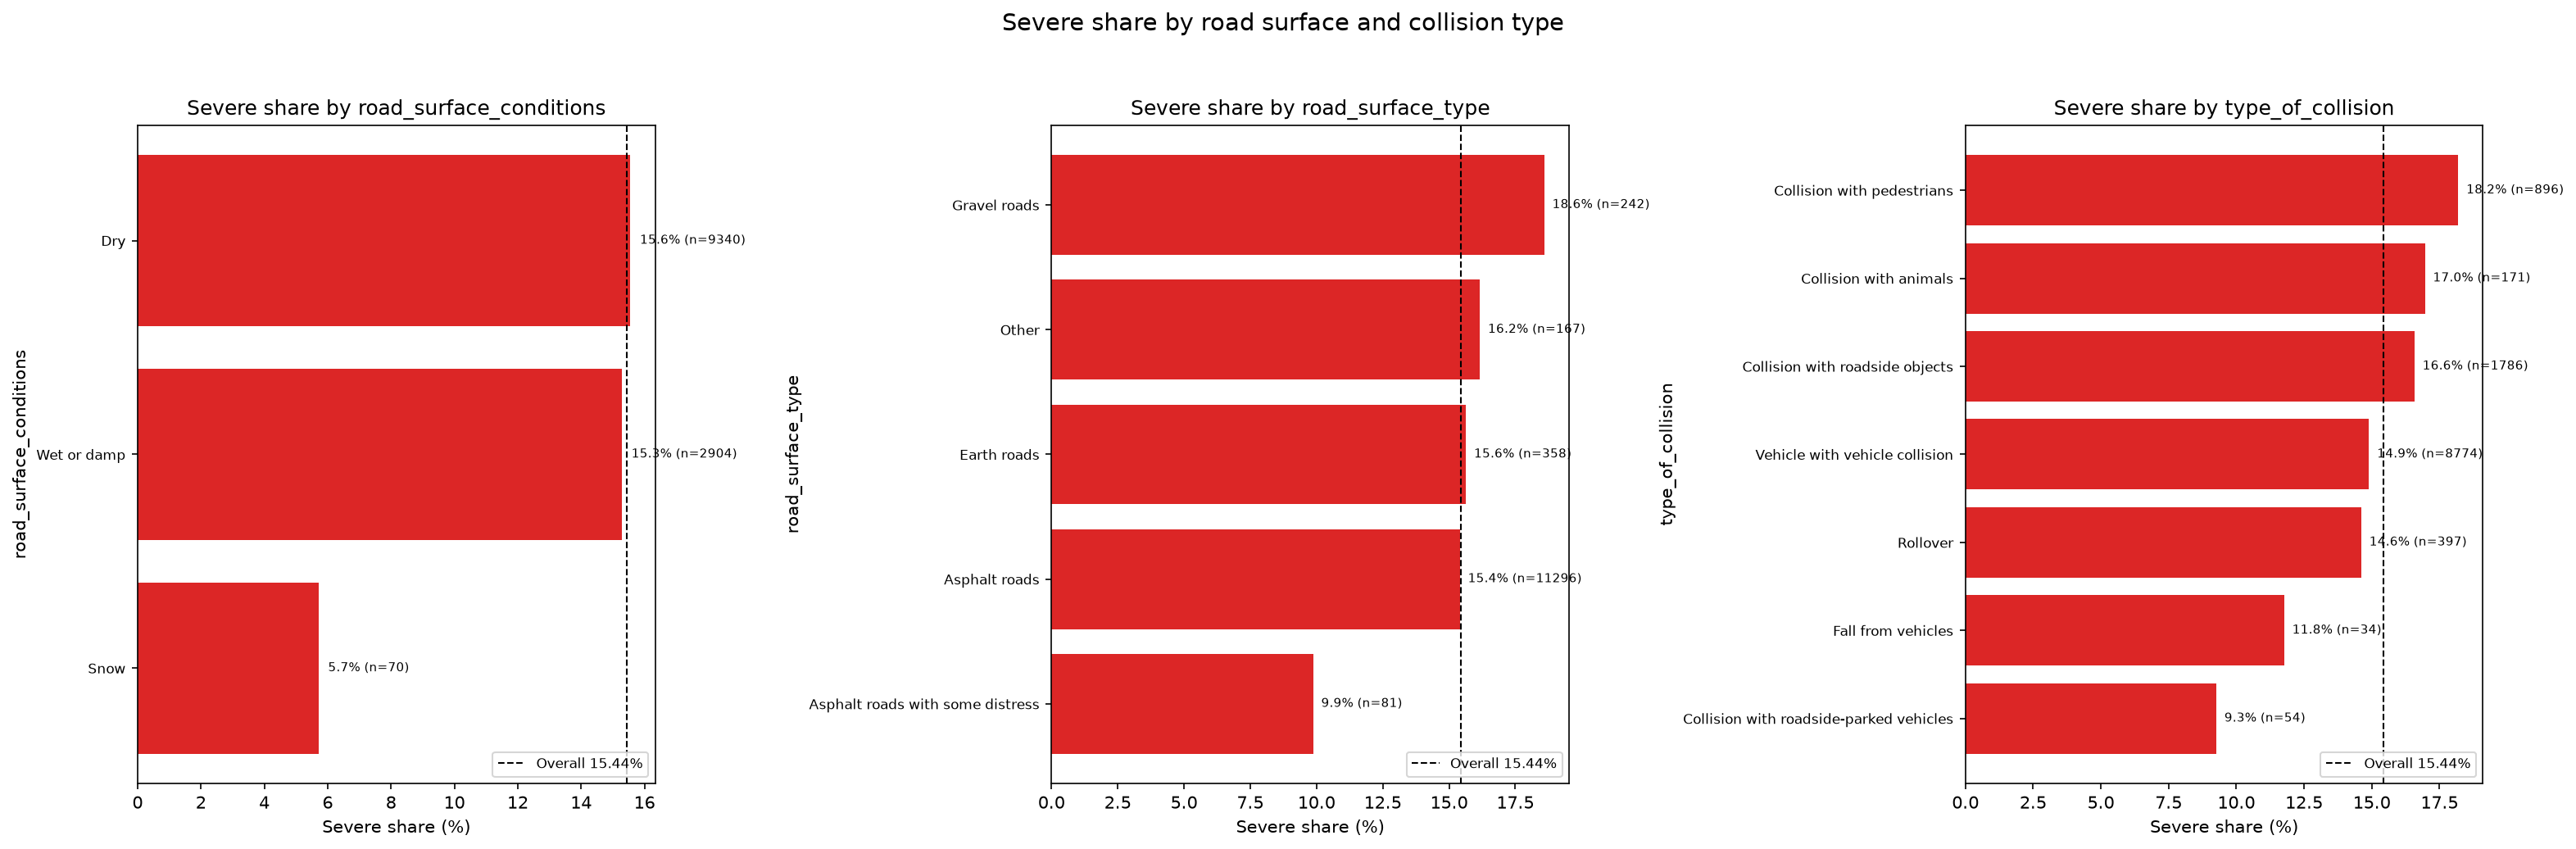 Severe share by road surface and collision type
Severe share by road_surface_conditions
road_surface_conditions
Dry
15.6% (n=9340)
Wet or damp
15.3% (n=2904)
Snow
5.7% (n=70)
Overall 15.44%
0 2 4 6 8 10 12 14 16
Severe share (%)
Severe share by road_surface_type
road_surface_type
Gravel roads
18.6% (n=242)
Other
16.2% (n=167)
Earth roads
15.6% (n=358)
Asphalt roads
15.4% (n=11296)
Asphalt roads with some distress
9.9% (n=81)
Overall 15.44%
0.0 2.5 5.0 7.5 10.0 12.5 15.0 17.5
Severe share (%)
Severe share by type_of_collision
type_of_collision
Collision with pedestrians
18.2% (n=896)
Collision with animals
17.0% (n=171)
Collision with roadside objects
16.6% (n=1786)
Vehicle with vehicle collision
14.9% (n=8774)
Rollover
14.6% (n=397)
Fall from vehicles
11.8% (n=34)
Collision with roadside-parked vehicles
9.3% (n=54)
Overall 15.44%
0.0 2.5 5.0 7.5 10.0 12.5 15.0 17.5
Severe share (%)